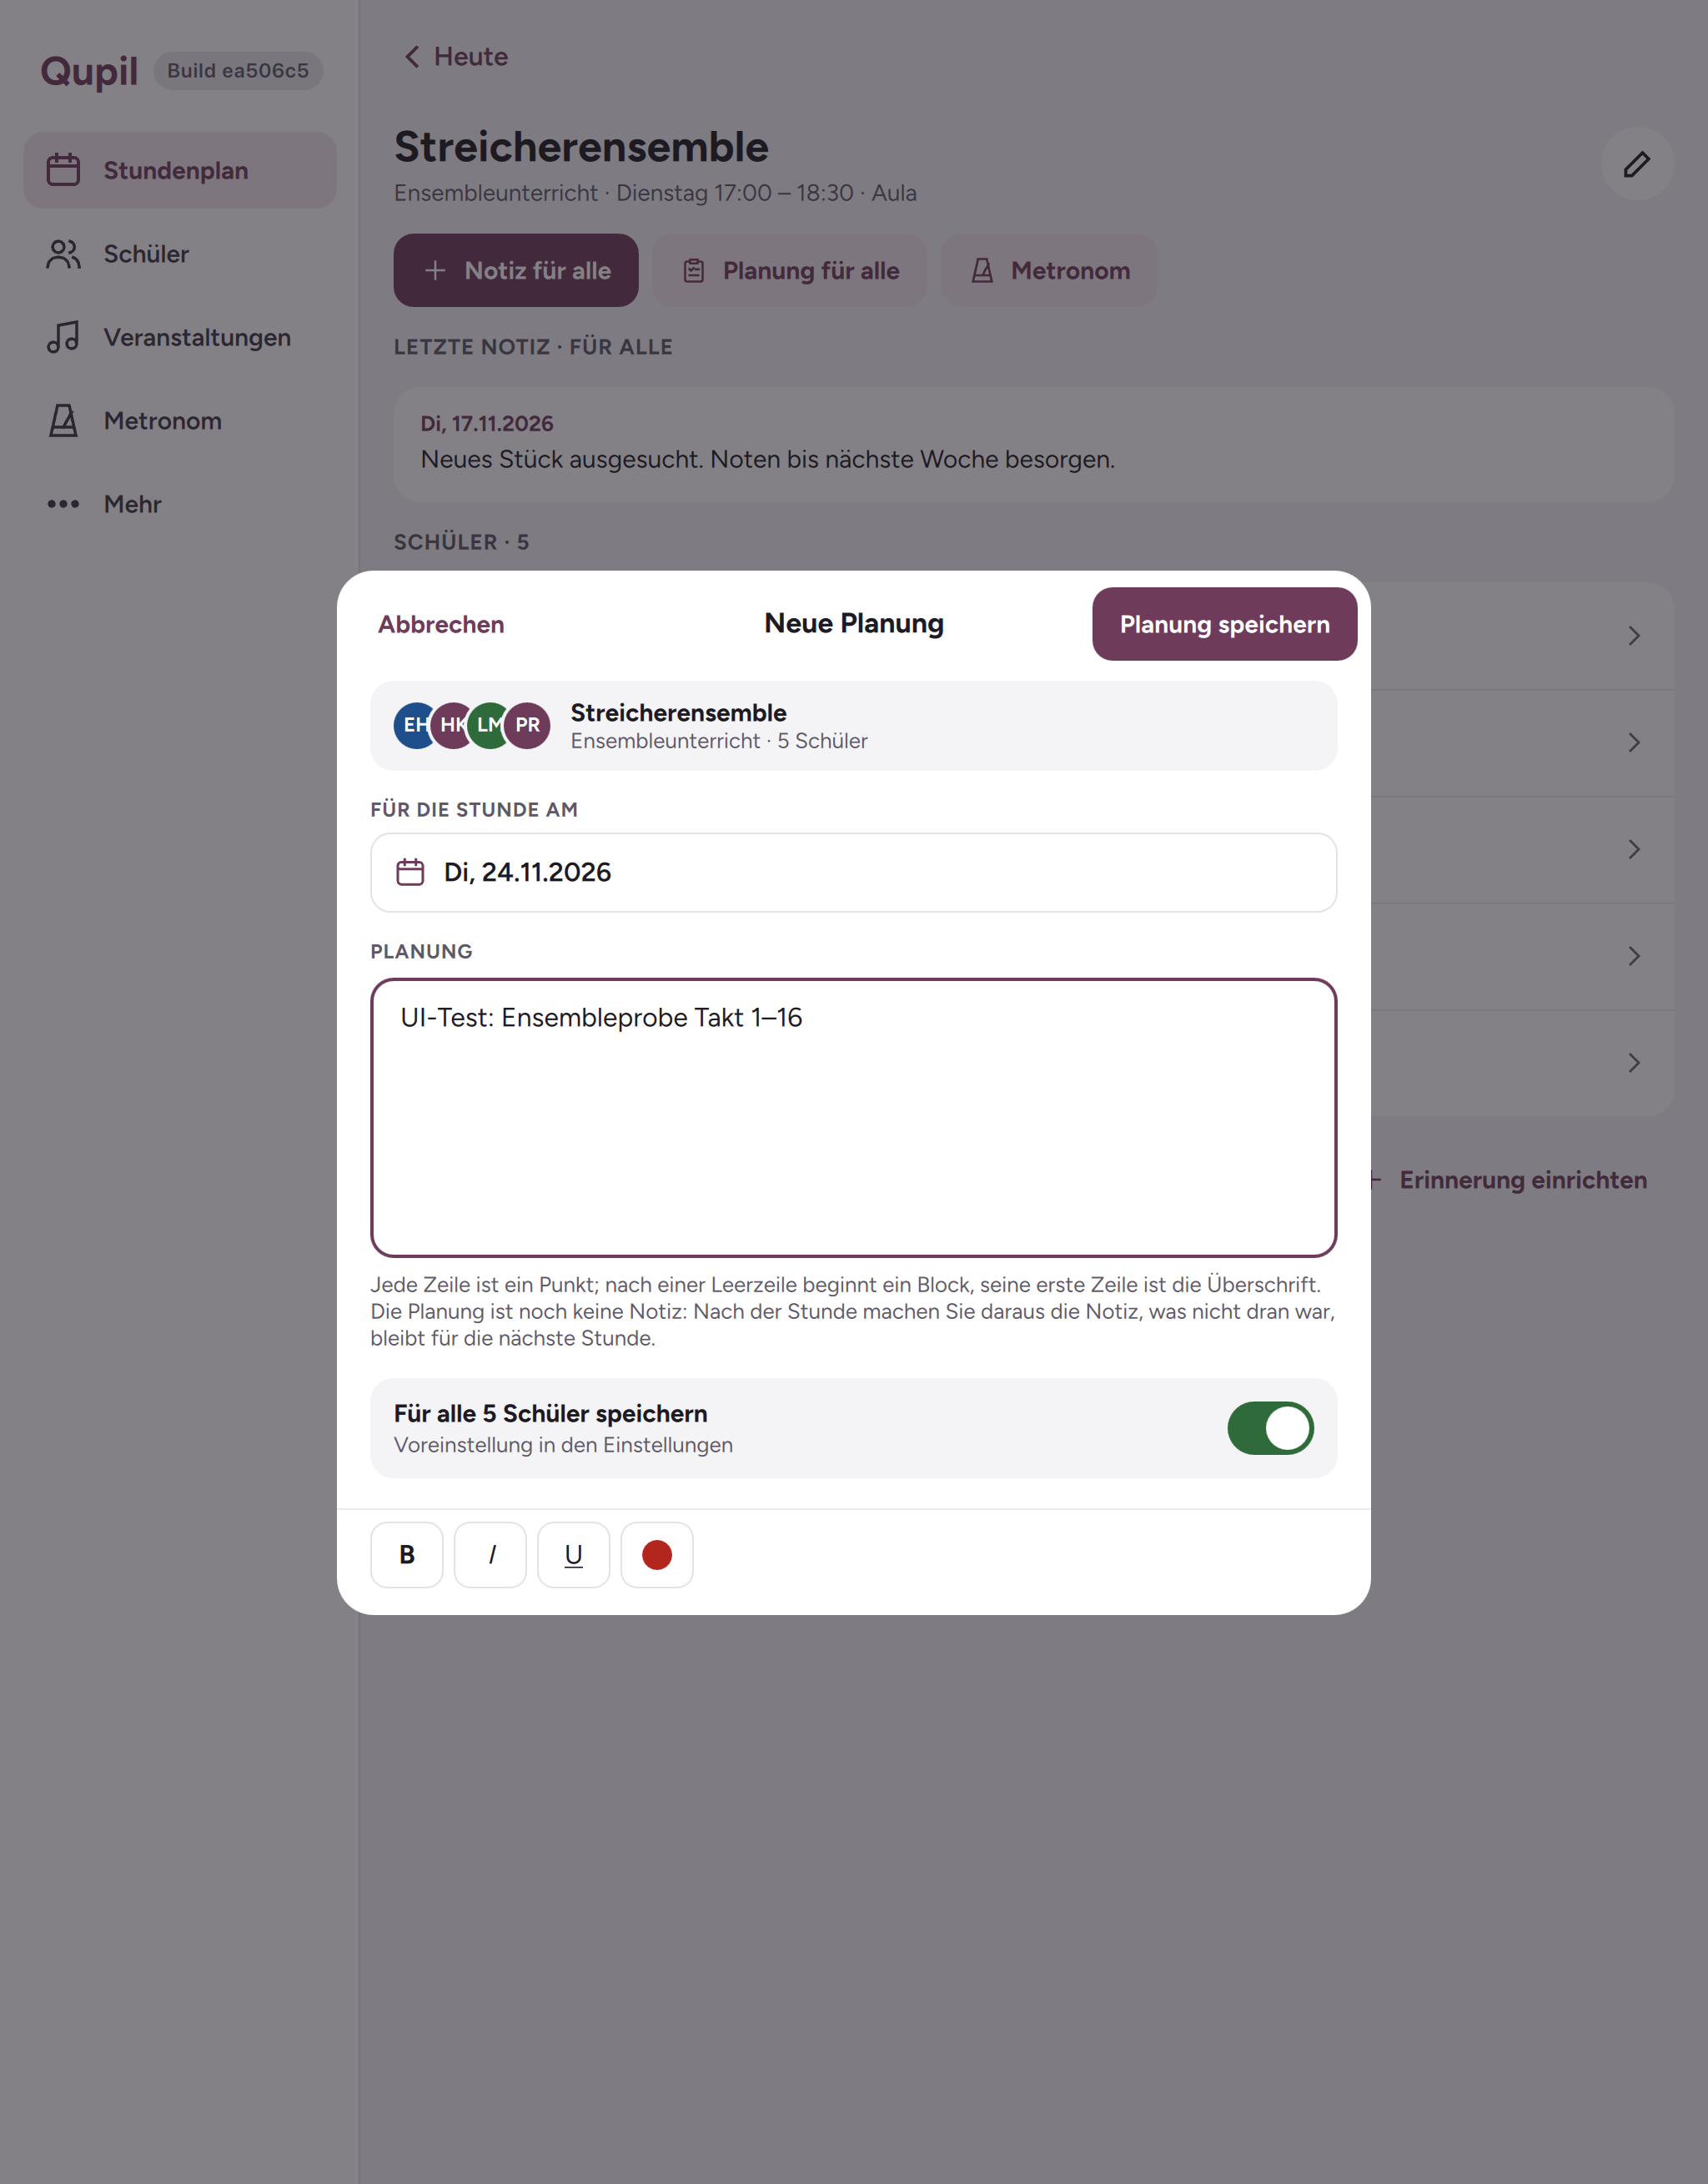 Qupil
Build ea506c5
Stundenplan
Schüler
Veranstaltungen
Metronom
Mehr
Heute
Streicherensemble
Ensembleunterricht · Dienstag 17:00 – 18:30 · Aula
Notiz für alle
Planung für alle
Metronom
LETZTE NOTIZ · FÜR ALLE
Di, 17.11.2026
Neues Stück ausgesucht. Noten bis nächste Woche besorgen.
SCHÜLER · 5
Abbrechen
Neue Planung
Planung speichern
EH HK LM PR
Streicherensemble
Ensembleunterricht · 5 Schüler
FÜR DIE STUNDE AM
Di, 24.11.2026
PLANUNG
UI-Test: Ensembleprobe Takt 1–16
Jede Zeile ist ein Punkt; nach einer Leerzeile beginnt ein Block, seine erste Zeile ist die Überschrift.
Die Planung ist noch keine Notiz: Nach der Stunde machen Sie daraus die Notiz, was nicht dran war,
bleibt für die nächste Stunde.
Erinnerung einrichten
Für alle 5 Schüler speichern
Voreinstellung in den Einstellungen
B I U